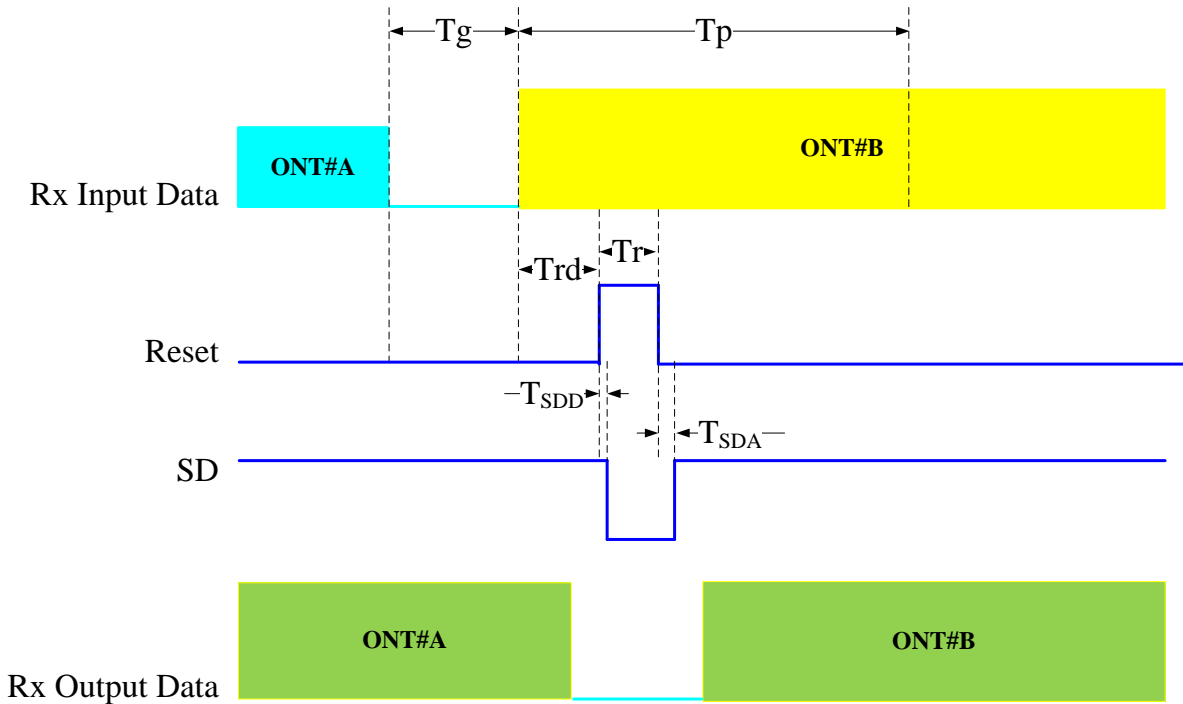 Tg
Tp
ONT#A
ONT#B
Rx Input Data
Tr
Trd
Reset
TSDD
TSDA
SD
ONT#A
ONT#B
Rx Output Data